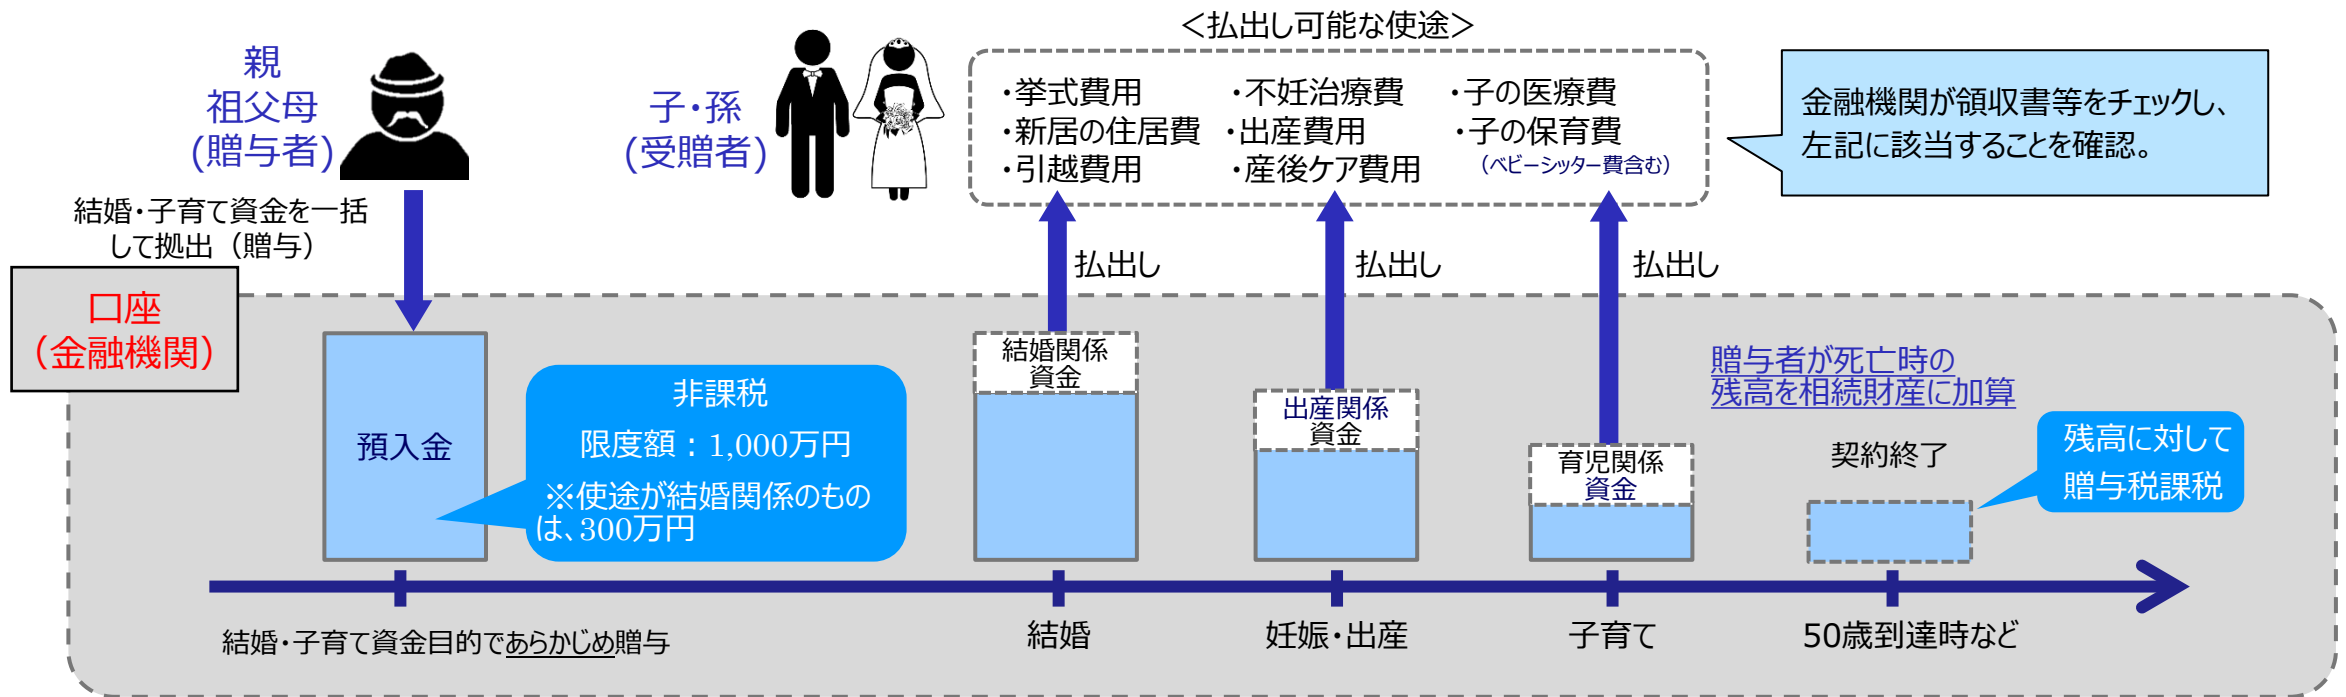 ＜払出し可能な使途＞
親
祖父母
(贈与者)
子・孫
(受贈者)
・挙式費用
・新居の住居費
・引越費用
・不妊治療費
・出産費用
・産後ケア費用
・子の医療費
・子の保育費
（ベビーシッター費含む）
金融機関が領収書等をチェックし、
左記に該当することを確認。
結婚・子育て資金を一括
して拠出（贈与）
払出し
払出し
払出し
口座
（金融機関）
預入金
非課税
限度額：1,000万円
※使途が結婚関係のもの
は、300万円
結婚関係
資金
出産関係
資金
育児関係
資金
贈与者が死亡時の
残高を相続財産に加算
契約終了
残高に対して
贈与税課税
結婚・子育て資金目的であらかじめ贈与
結婚
妊娠・出産
子育て
50歳到達時など